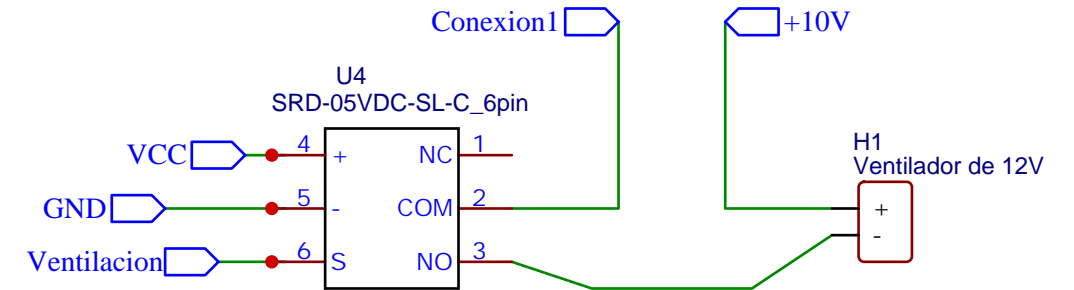 Conexion1
+10V
U4
SRD-05VDC-SL-C_6pin
VCC 4 + NC 1
GND 5 - COM 2
Ventilacion 6 S NO 3
H1
Ventilador de 12V
+
-